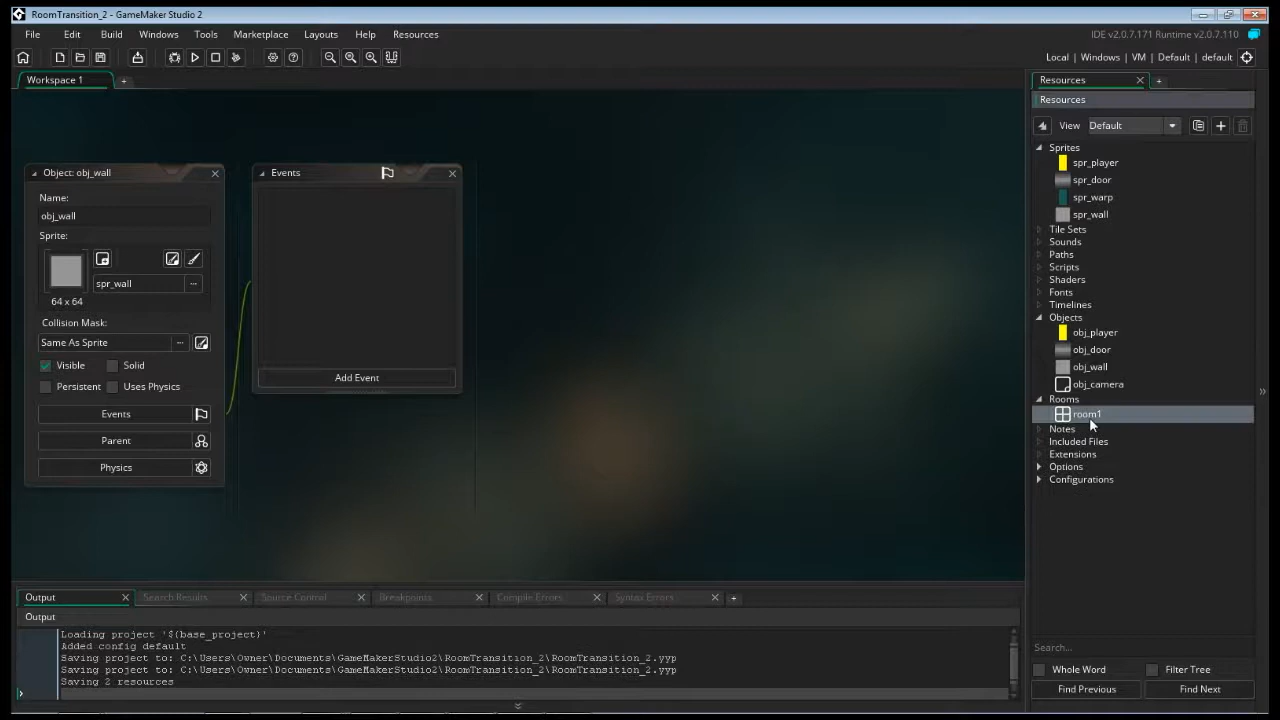 RoomTransition_2 - GameMaker Studio 2
File Edit Build Windows Tools Marketplace Layouts Help Resources
IDE v2.0.7.171 Runtime v2.0.7.110
Local | Windows | VM | Default | default
Workspace 1
Resources
Resources
View Default
Object: obj_wall
Name:
obj_wall
Sprite:
spr_wall
64 x 64
Collision Mask:
Same As Sprite
Visible Solid
Persistent Uses Physics
Events
Parent
Physics
Events
Add Event
Sprites
spr_player
spr_door
spr_warp
spr_wall
Tile Sets
Sounds
Paths
Scripts
Shaders
Fonts
Timelines
Objects
obj_player
obj_door
obj_wall
obj_camera
Rooms
room1
Notes
Included Files
Extensions
Options
Configurations
Output Search Results Source Control Breakpoints Compile Errors Syntax Errors
Output
Loading project '$(base_project)'
Added config default
Saving project to: C:\Users\Owner\Documents\GameMakerStudio2\RoomTransition_2\RoomTransition_2.yyp
Saving project to: C:\Users\Owner\Documents\GameMakerStudio2\RoomTransition_2\RoomTransition_2.yyp
Saving 2 resources
Search...
Whole Word Filter Tree
Find Previous Find Next